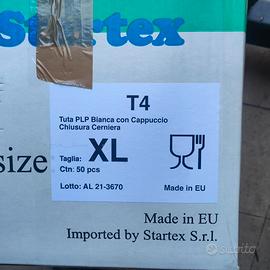 Startex
T4
Tuta PLP Bianca con Cappuccio
Chiusura Cerniera
size
Taglia: XL
Ctn: 50 pcs
Lotto: AL 21-3670
Made in EU
Made in EU
Imported by Startex S.r.l.
subito